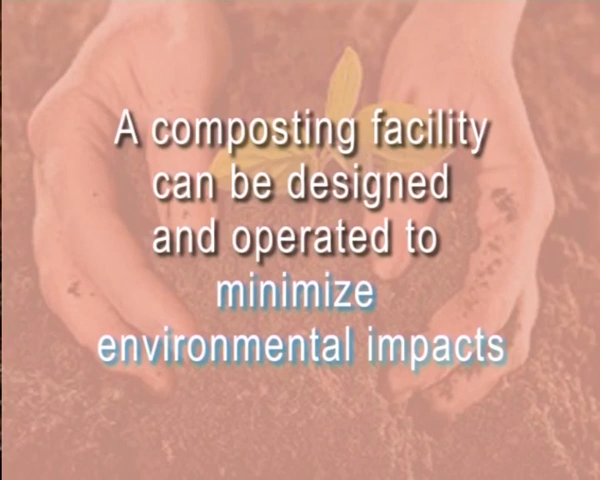 A composting facility
can be designed
and operated to
minimize
environmental impacts